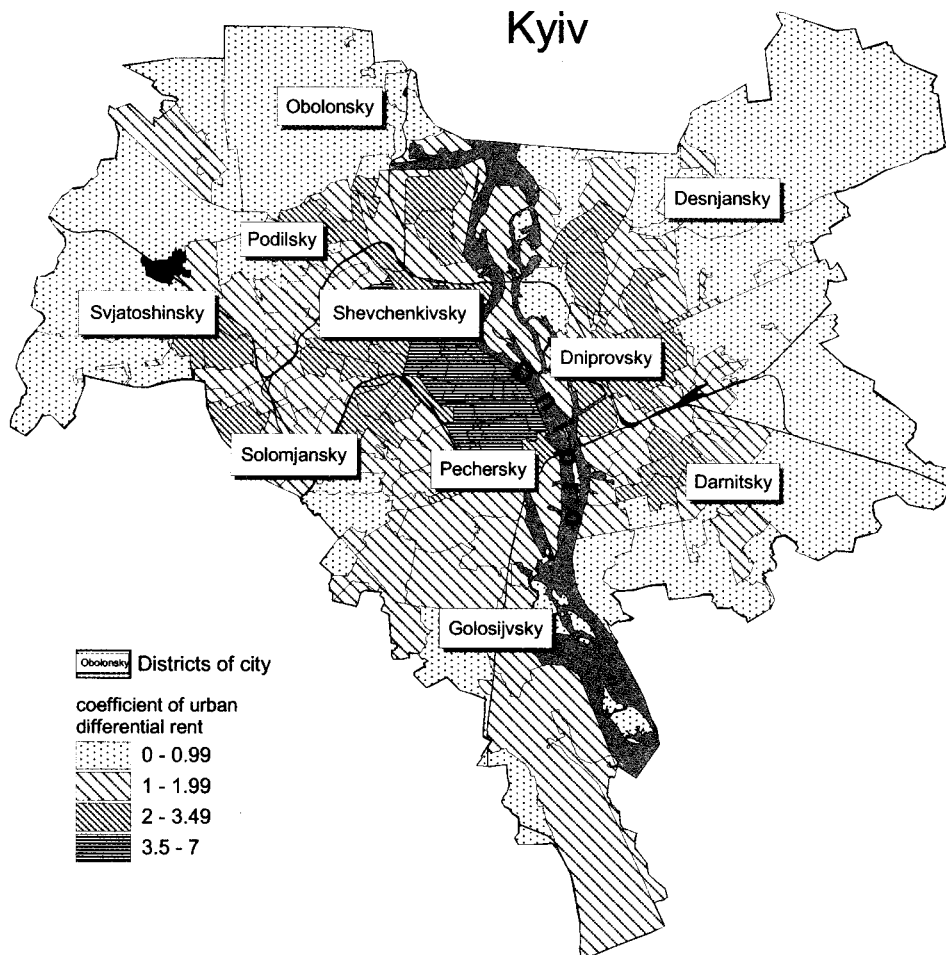 Kyiv
Obolonsky
Desnjansky
Podilsky
Svjatoshinsky
Shevchenkivsky
Dniprovsky
Solomjansky
Pechersky
Darnitsky
Golosijvsky
Obolonsky Districts of city
coefficient of urban
differential rent
0 - 0.99
1 - 1.99
2 - 3.49
3.5 - 7